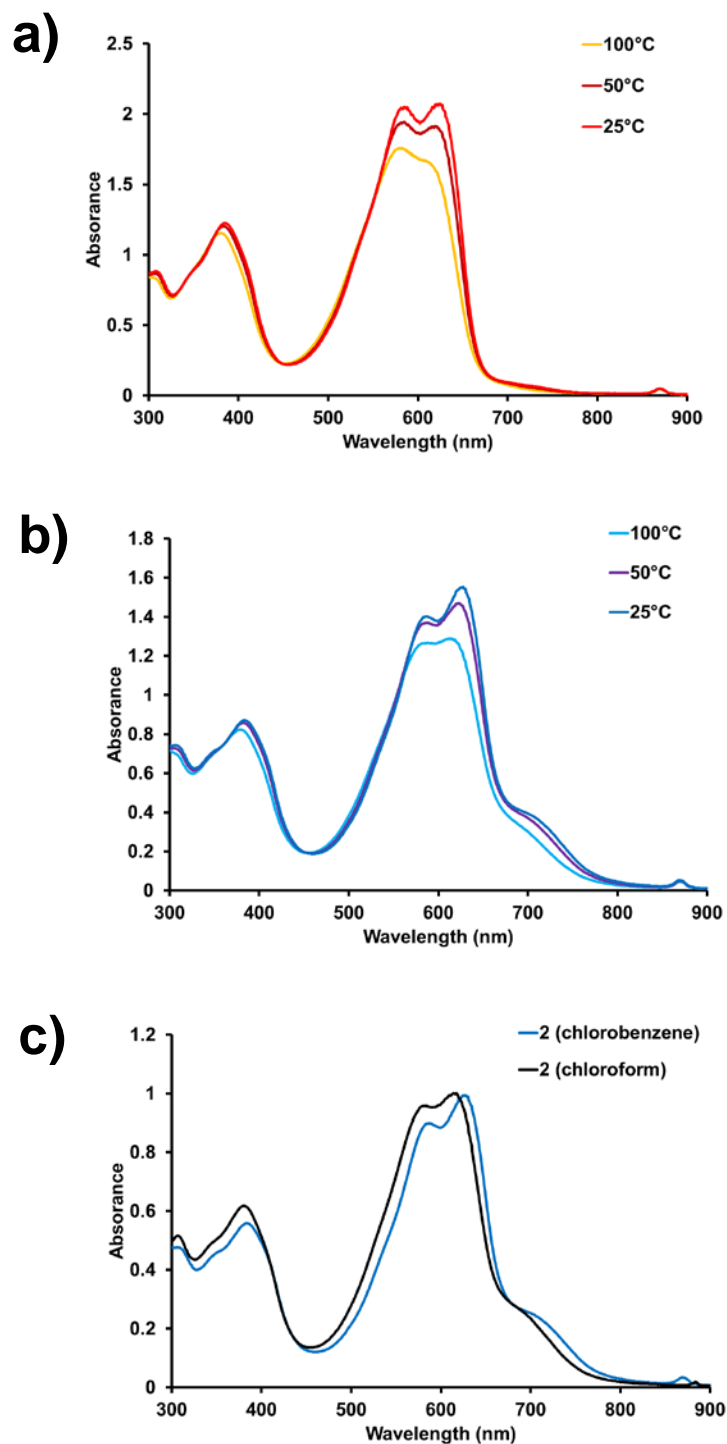 a)
100°C
50°C
25°C
2.5
2
1.5
1
0.5
0
Absorance
300 400 500 600 700 800 900
Wavelength (nm)
b)
100°C
50°C
25°C
1.8
1.6
1.4
1.2
1
0.8
0.6
0.4
0.2
0
Absorance
300 400 500 600 700 800 900
Wavelength (nm)
c)
2 (chlorobenzene)
2 (chloroform)
1.2
1
0.8
0.6
0.4
0.2
0
Absorance
300 400 500 600 700 800 900
Wavelength (nm)